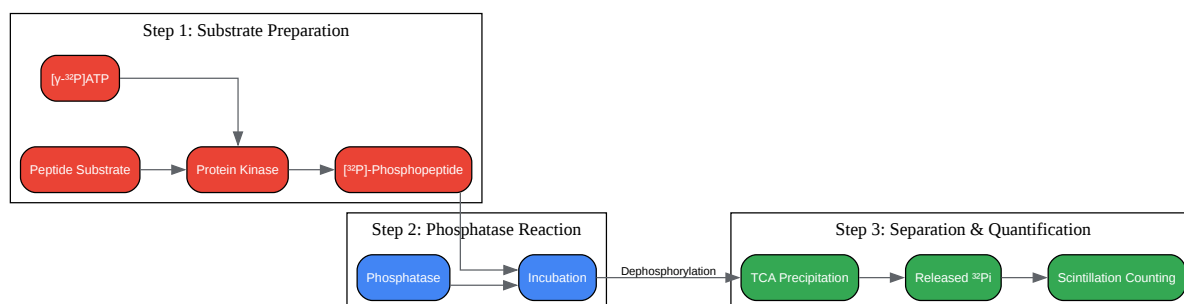 Step 1: Substrate Preparation
[γ-³²P]ATP
Peptide Substrate
Protein Kinase
[³²P]-Phosphopeptide
Step 2: Phosphatase Reaction
Phosphatase
Incubation
Dephosphorylation
Step 3: Separation & Quantification
TCA Precipitation
Released ³²Pi
Scintillation Counting